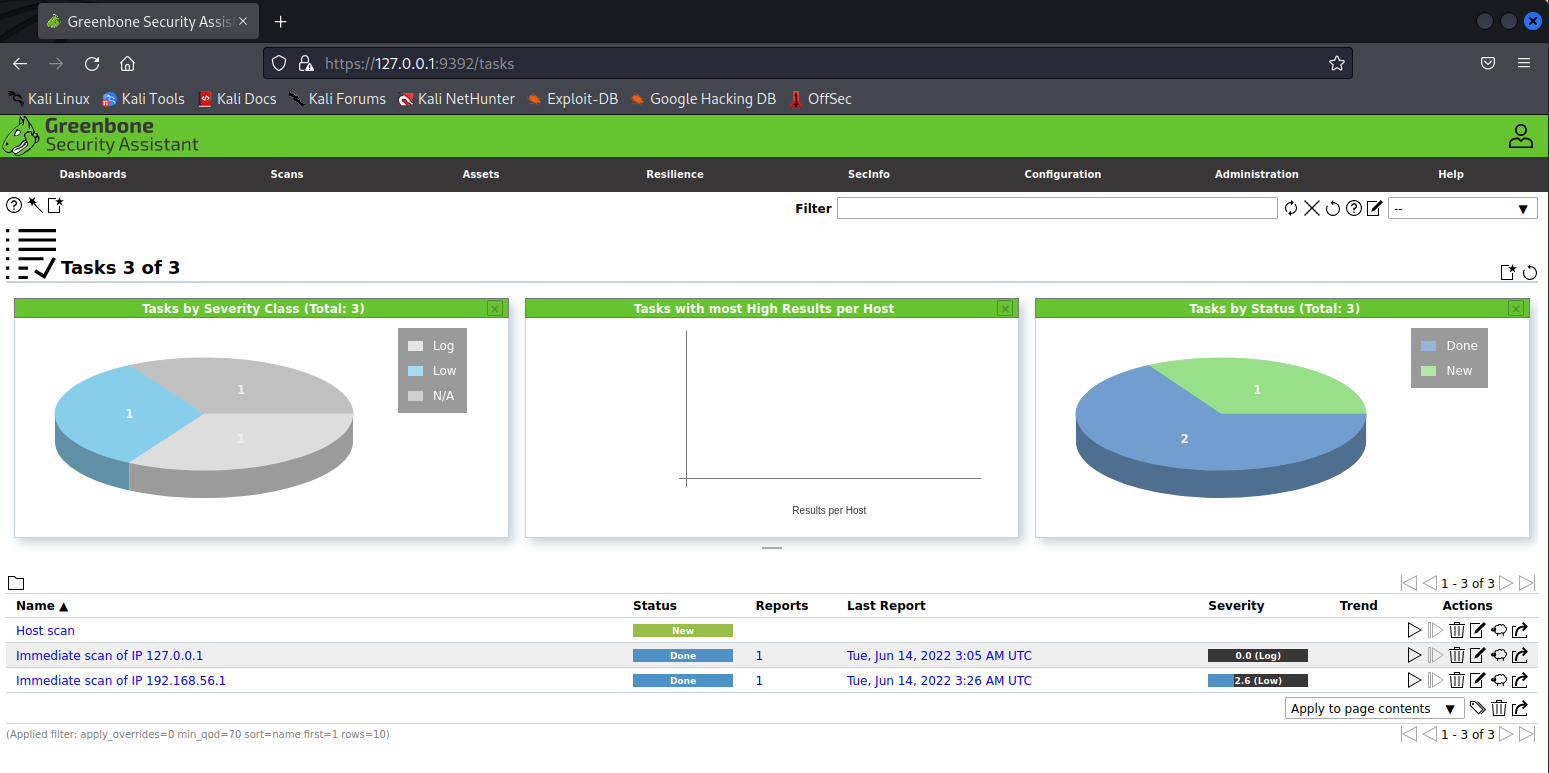 Greenbone Security Assist
https://127.0.0.1:9392/tasks
Kali Linux Kali Tools Kali Docs Kali Forums Kali NetHunter Exploit-DB Google Hacking DB OffSec
Greenbone
Security Assistant
Dashboards Scans Assets Resilience SecInfo Configuration Administration Help
Filter --
Tasks 3 of 3
Tasks by Severity Class (Total: 3)
Log
Low
N/A
1
1
1
Tasks with most High Results per Host
Results per Host
Tasks by Status (Total: 3)
Done
New
1
2
1 - 3 of 3
Name ▲ Status Reports Last Report Severity Trend Actions
Host scan New
Immediate scan of IP 127.0.0.1 Done 1 Tue, Jun 14, 2022 3:05 AM UTC 0.0 (Log)
Immediate scan of IP 192.168.56.1 Done 1 Tue, Jun 14, 2022 3:26 AM UTC 2.6 (Low)
Apply to page contents ▼
(Applied filter: apply_overrides=0 min_qod=70 sort=name first=1 rows=10) 1 - 3 of 3